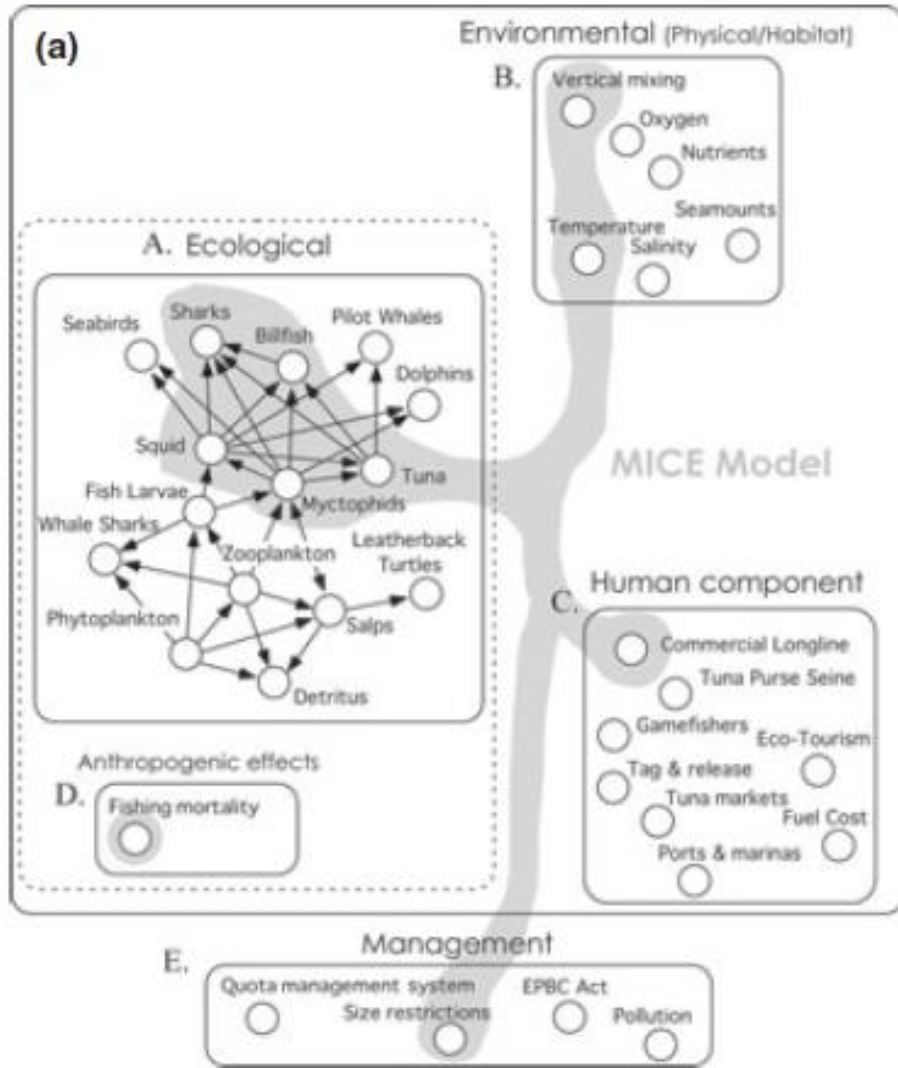 (a)
Environmental (Physical/Habitat)
B.
Vertical mixing
Oxygen
Nutrients
Seamounts
Temperature
Salinity
A. Ecological
Sharks
Pilot Whales
Seabirds
Billfish
Dolphins
Squid
Tuna
MICE Model
Fish Larvae
Myctophids
Whale Sharks
Zooplankton
Leatherback
Turtles
Phytoplankton
Salps
Detritus
Human component
C.
Commercial Longline
Tuna Purse Seine
Gamefishers
Eco-Tourism
Tag & release
Tuna markets
Fuel Cost
Ports & marinas
Anthropogenic effects
D.
Fishing mortality
Management
E.
Quota management system
EPBC Act
Size restrictions
Pollution